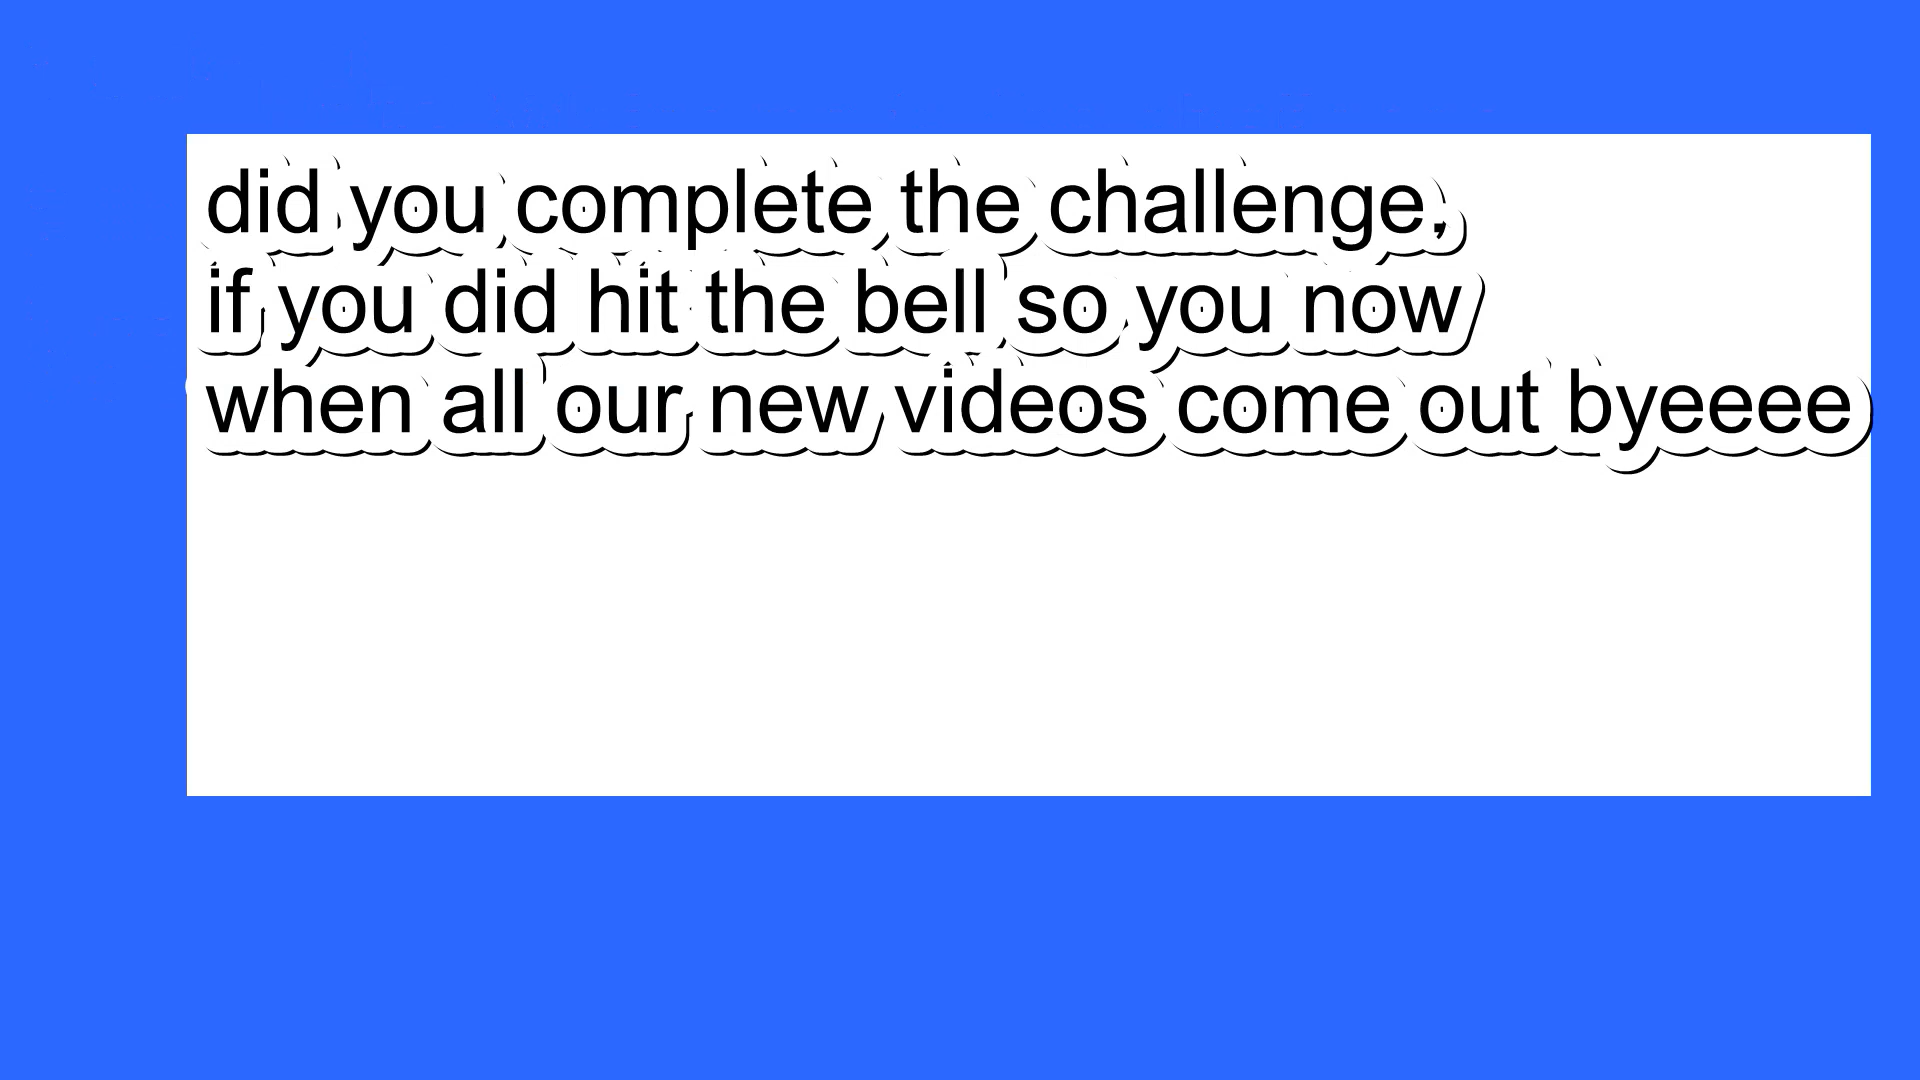 did you complete the challenge,
if you did hit the bell so you now
when all our new videos come out byeeee